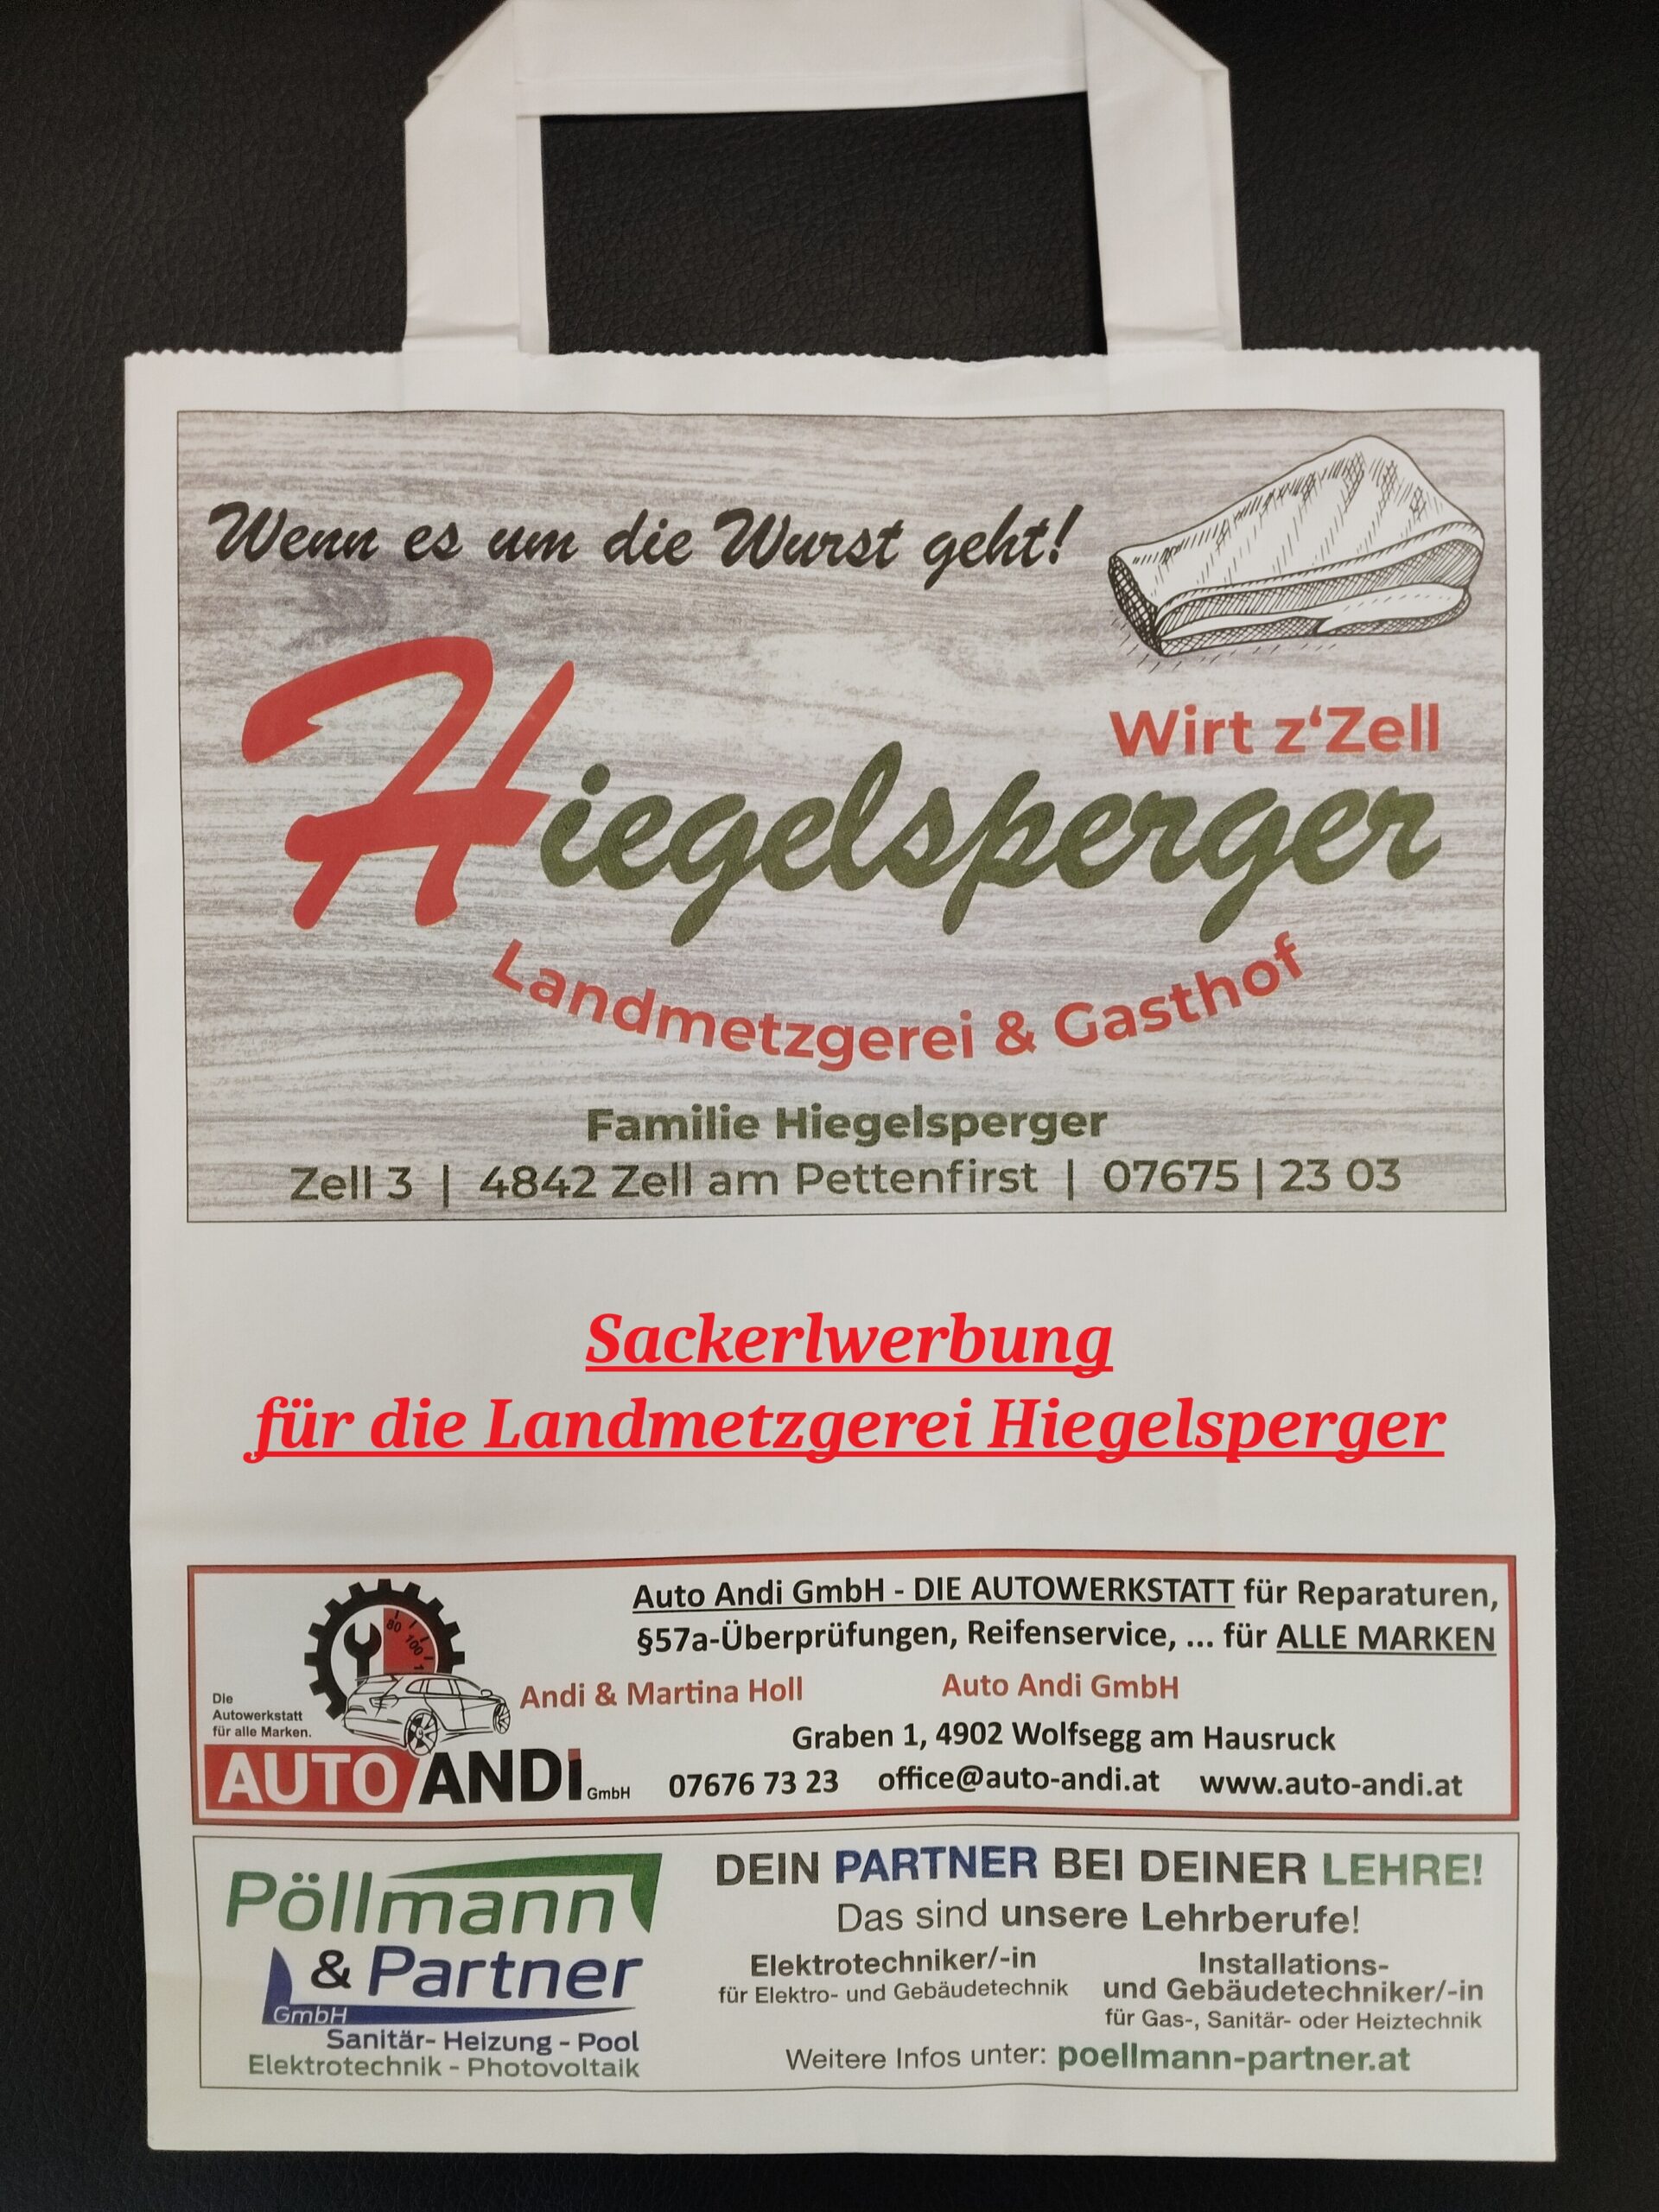 Wenn es um die Wurst geht!
Wirt z‘Zell
Hiegelsperger
Landmetzgerei & Gasthof
Familie Hiegelsperger
Zell 3 | 4842 Zell am Pettenfirst | 07675 | 23 03
Sackerlwerbung
für die Landmetzgerei Hiegelsperger
80 100 1
Die
Autowerkstatt
für alle Marken.
AUTO ANDi GmbH
Auto Andi GmbH - DIE AUTOWERKSTATT für Reparaturen,
§57a-Überprüfungen, Reifenservice, ... für ALLE MARKEN
Andi & Martina Holl Auto Andi GmbH
Graben 1, 4902 Wolfsegg am Hausruck
07676 73 23 office@auto-andi.at www.auto-andi.at
Pöllmann
& Partner
GmbH
Sanitär- Heizung - Pool
Elektrotechnik - Photovoltaik
DEIN PARTNER BEI DEINER LEHRE!
Das sind unsere Lehrberufe!
Elektrotechniker/-in
für Elektro- und Gebäudetechnik
Installations-
und Gebäudetechniker/-in
für Gas-, Sanitär- oder Heiztechnik
Weitere Infos unter: poellmann-partner.at